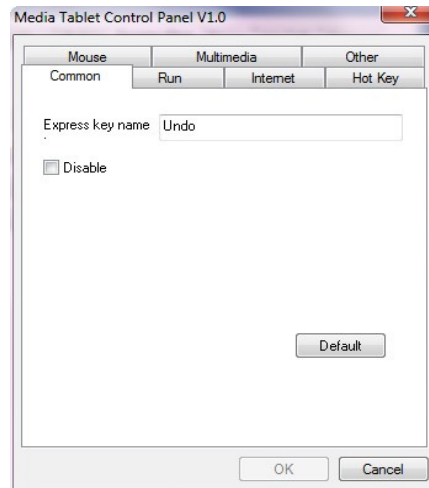 Media Tablet Control Panel V1.0
Mouse Multimedia Other
Common Run Internet Hot Key
Express key name Undo
:
Disable
Default
OK Cancel